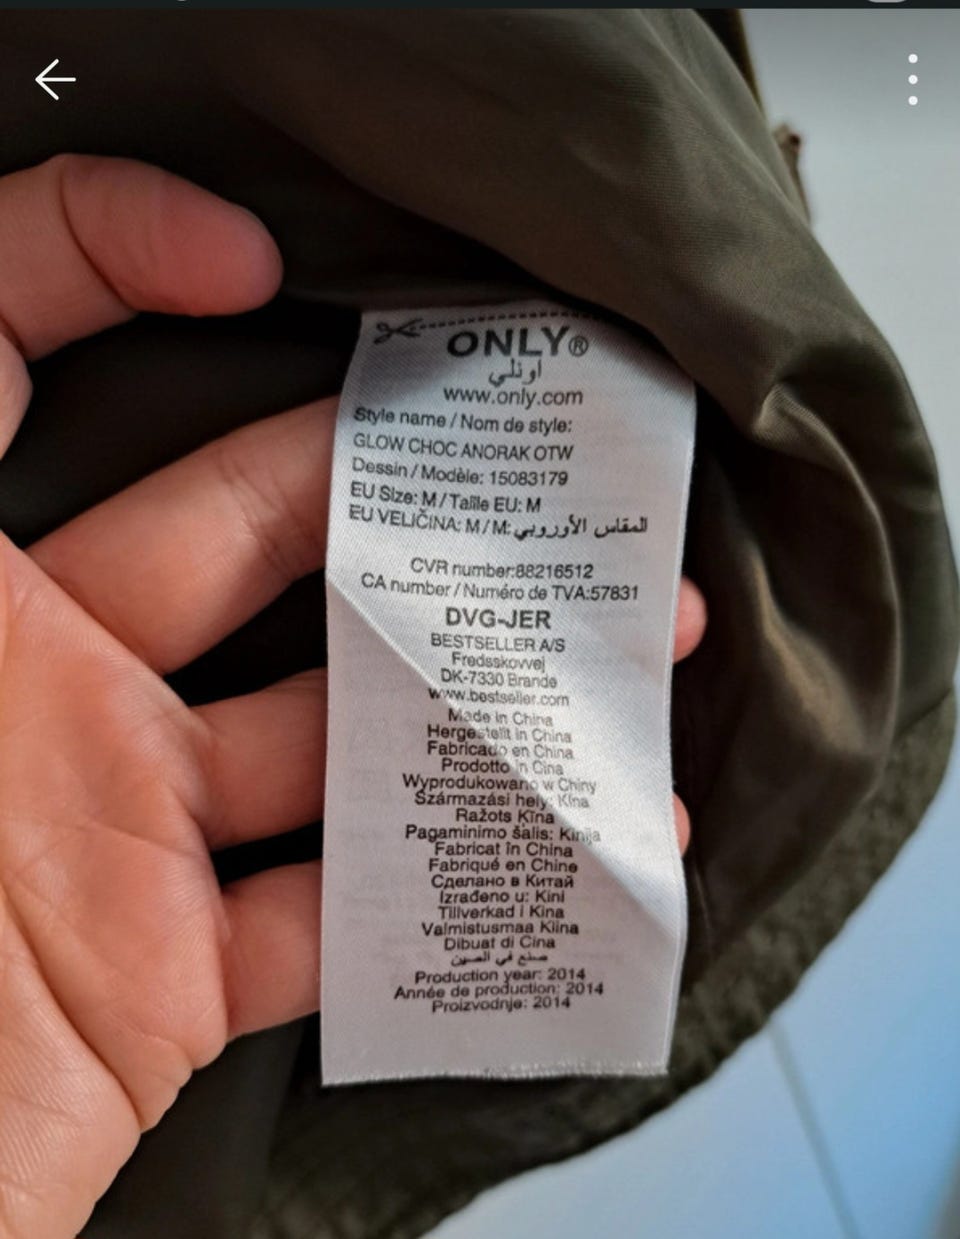 ONLY®
اونلي
www.only.com
Style name / Nom de style:
GLOW CHOC ANORAK OTW
Dessin / Modèle: 15083179
EU Size: M / Taille EU: M
EU VELIČINA: M / M: المقاس الأوروبي
CVR number:88216512
CA number / Numéro de TVA:57831
DVG-JER
BESTSELLER A/S
Fredsskovvej
DK-7330 Brande
www.bestseller.com
Made in China
Hergestellt in China
Fabricado en China
Prodotto in Cina
Wyprodukowano w Chiny
Származási hely: Kína
Ražots Ķīna
Pagaminimo šalis: Kinija
Fabricat în China
Fabriqué en Chine
Сделано в Китай
Izrađeno u: Kini
Tillverkad i Kina
Valmistusmaa Kiina
Dibuat di Cina
صنع في الصين
Production year: 2014
Année de production: 2014
Proizvodnje: 2014